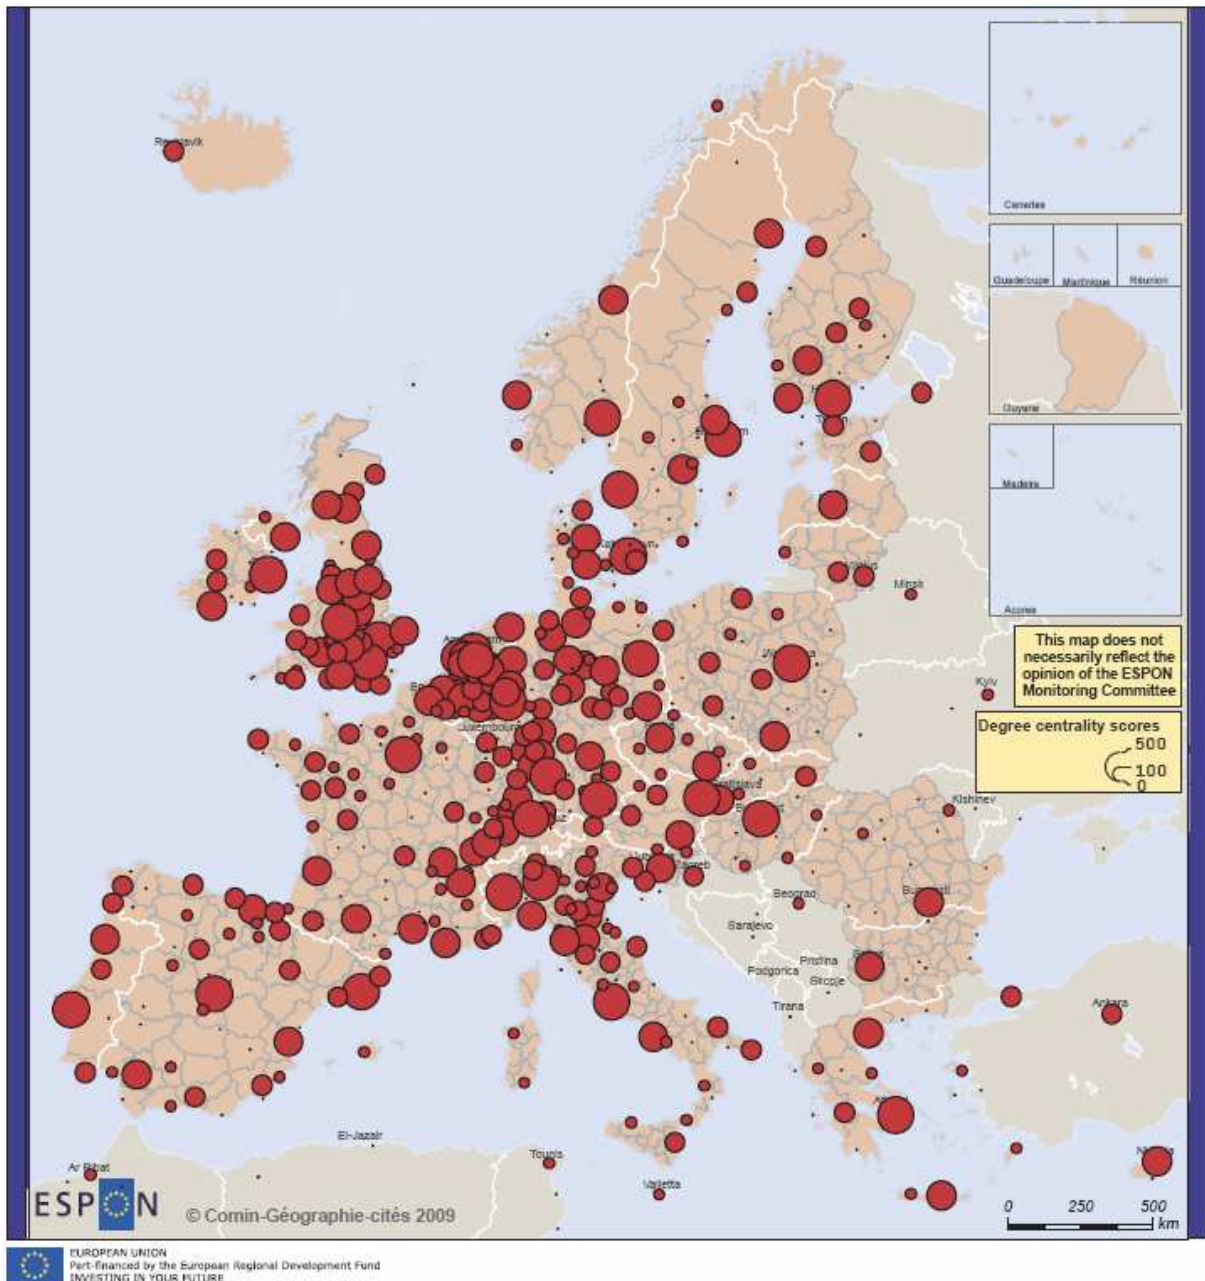 Canarias
Guadeloupe
Martinique
Réunion
Guyane
Madeira
Acores
Minsk
This map does not
necessarily reflect the
opinion of the ESPON
Monitoring Committee
Kyiv
Degree centrality scores
500
100
0
Luxembourg
Kishinev
Zagreb
Beograd
Sarajevo
Pristina
Podgorica
Skopje
Tirana
Ankara
El-Jazair
Tounis
Valletta
ESPON
© Comin-Géographie-cités 2009
0 250 500
km
EUROPEAN UNION
Part-financed by the European Regional Development Fund
INVESTING IN YOUR FUTURE